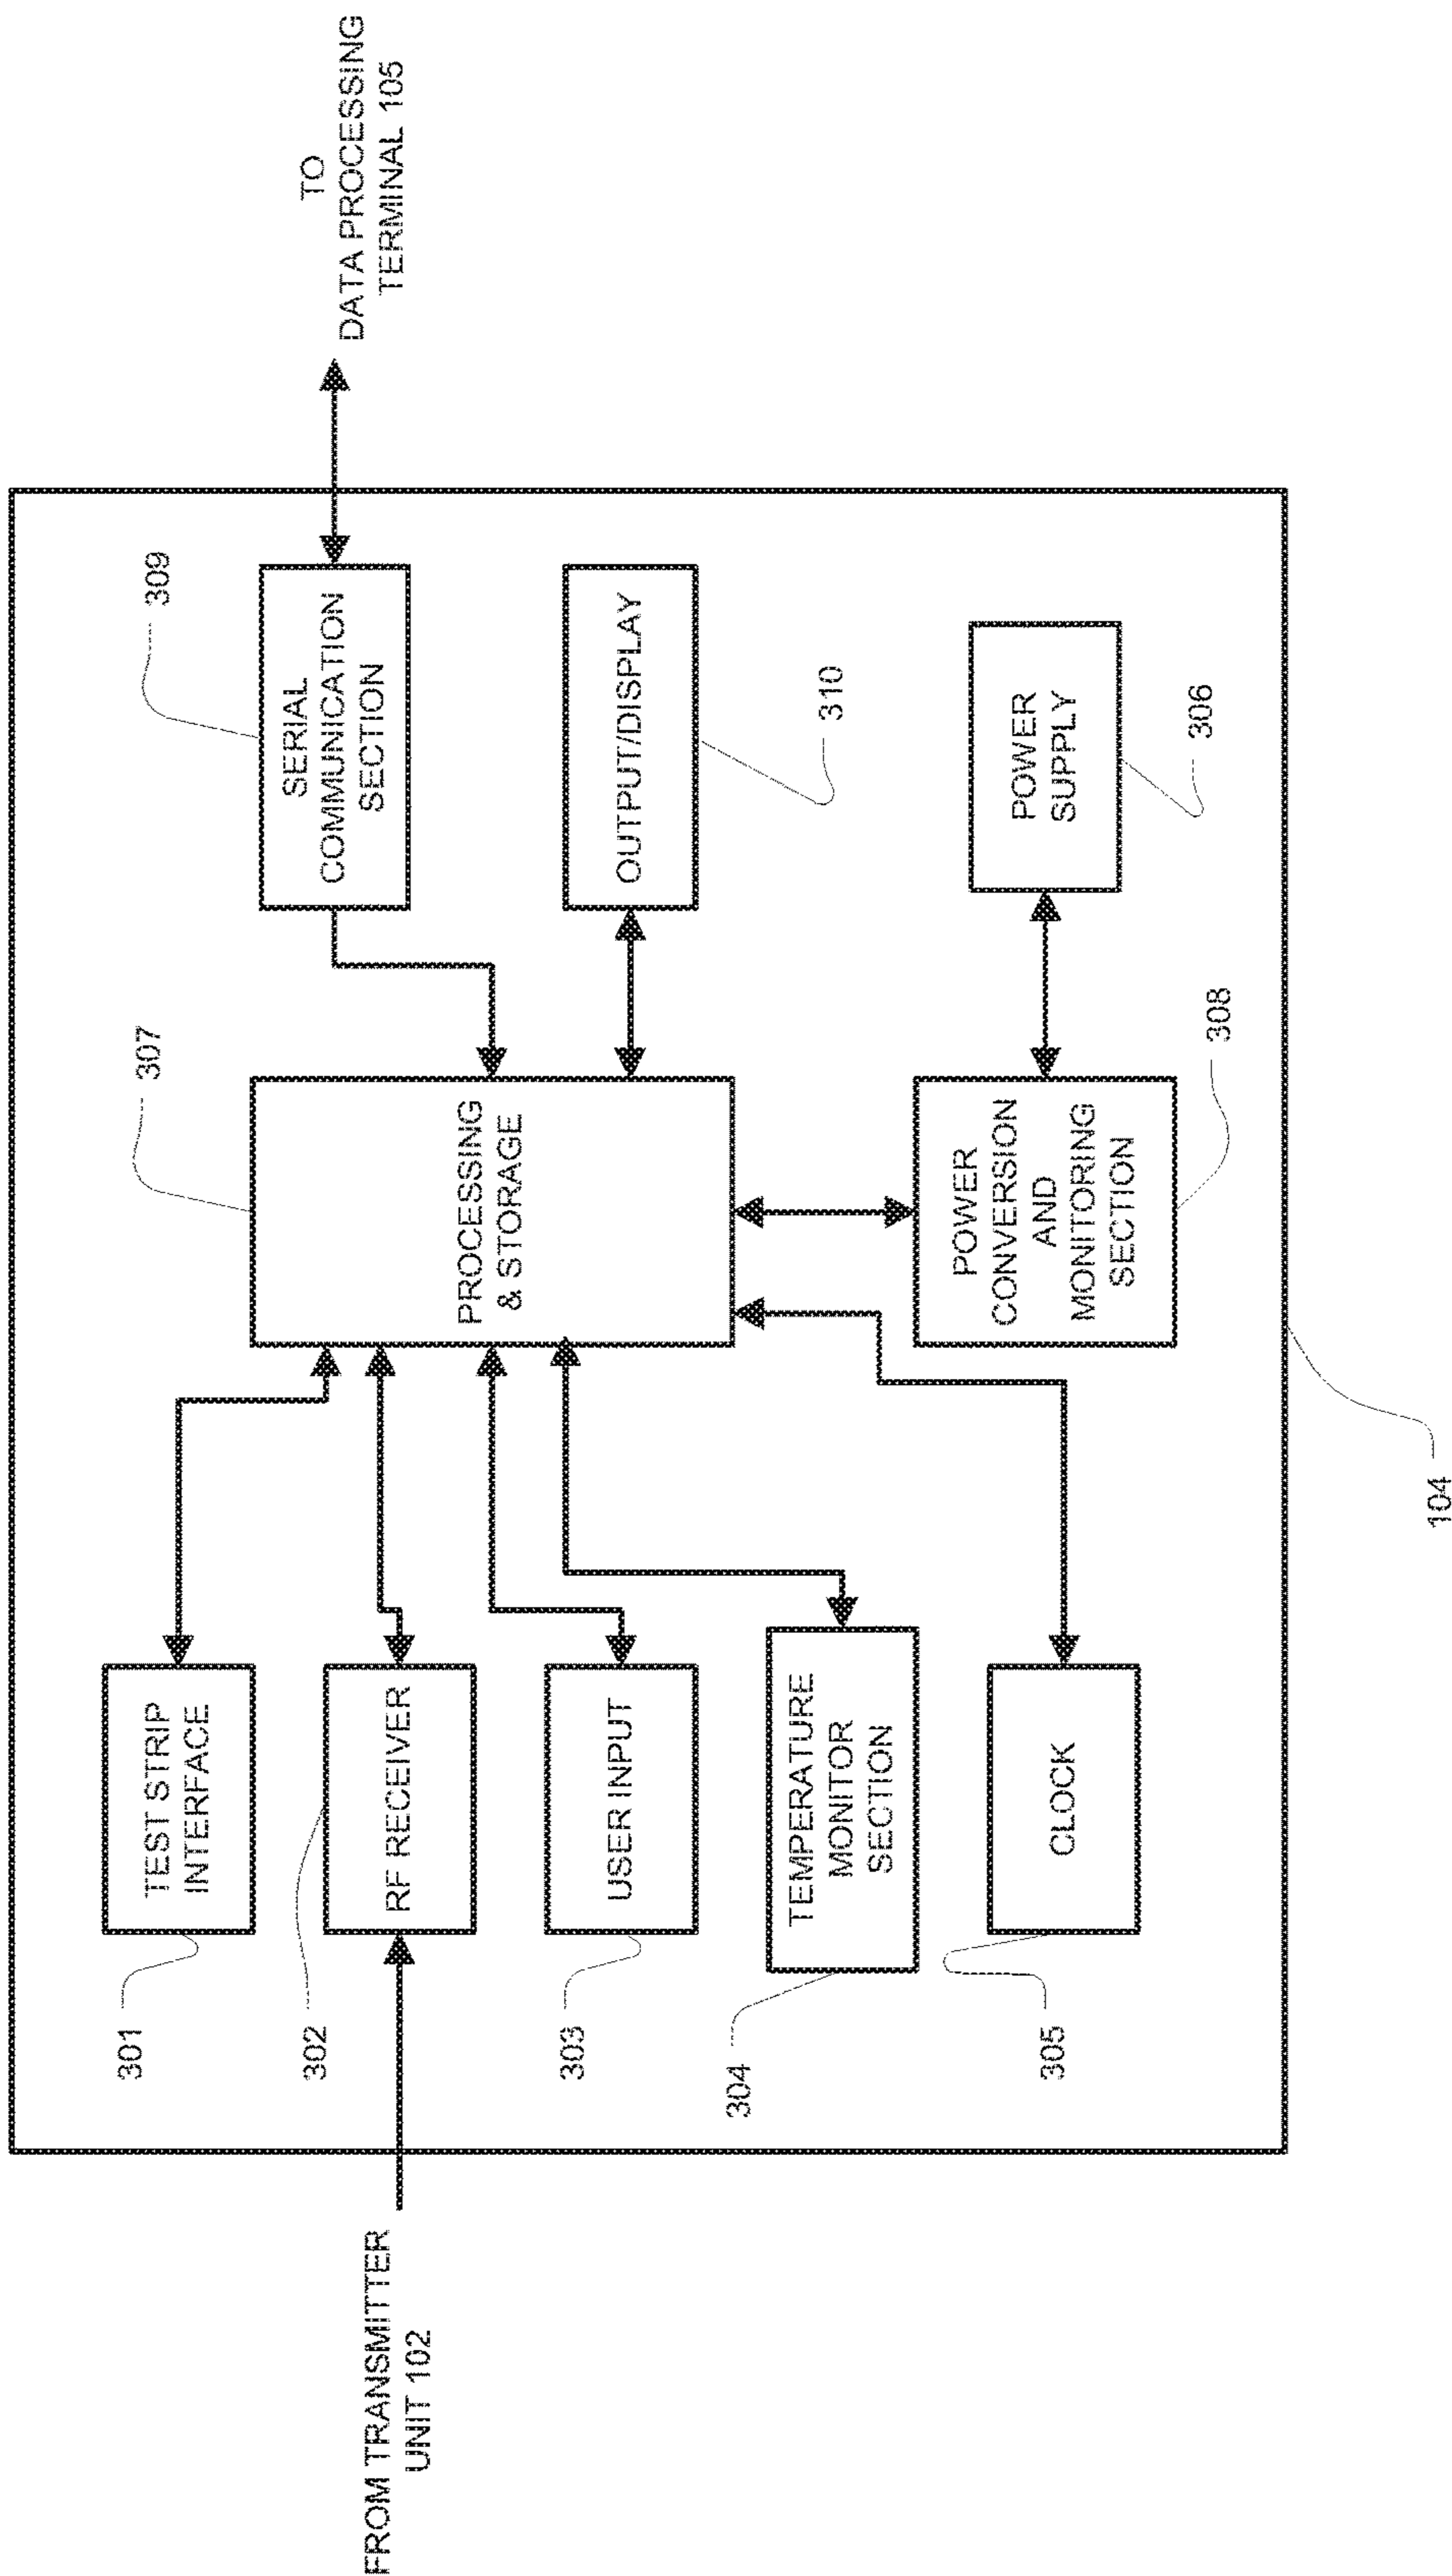 FROM TRANSMITTER
UNIT 102
301
TEST STRIP
INTERFACE
302
RF RECEIVER
303
USER INPUT
304
TEMPERATURE
MONITOR
SECTION
305
CLOCK
307
PROCESSING
& STORAGE
308
POWER
CONVERSION
AND
MONITORING
SECTION
309
SERIAL
COMMUNICATION
SECTION
310
OUTPUT/DISPLAY
306
POWER
SUPPLY
TO
DATA PROCESSING
TERMINAL 105
104